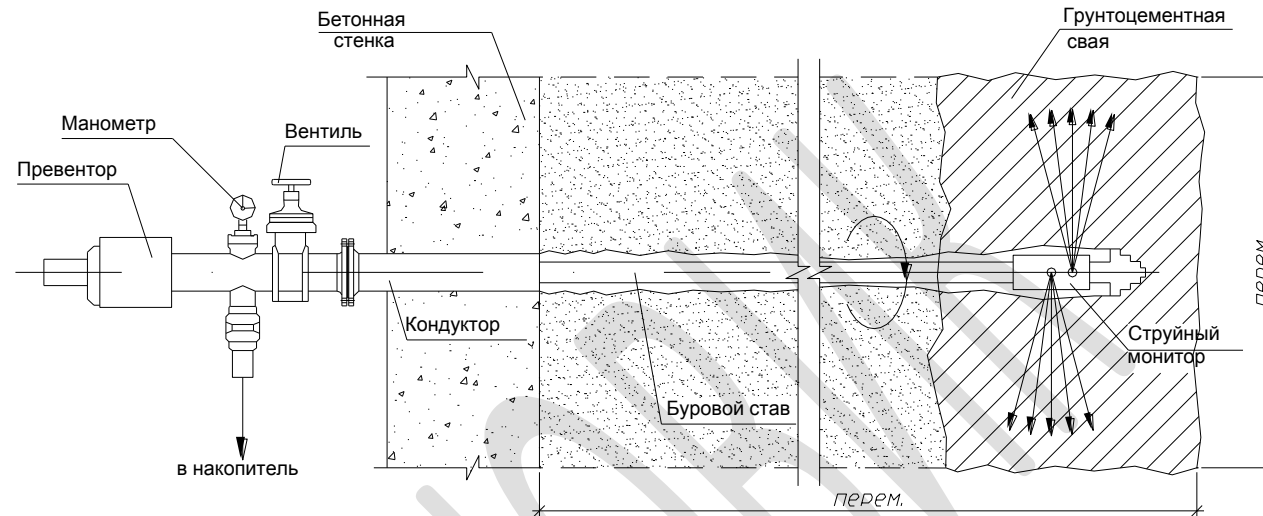 Бетонная
стенка
Грунтоцементная
свая
Манометр
Вентиль
Превентор
перем.
Кондуктор
Струйный
монитор
Буровой став
в накопитель
перем.